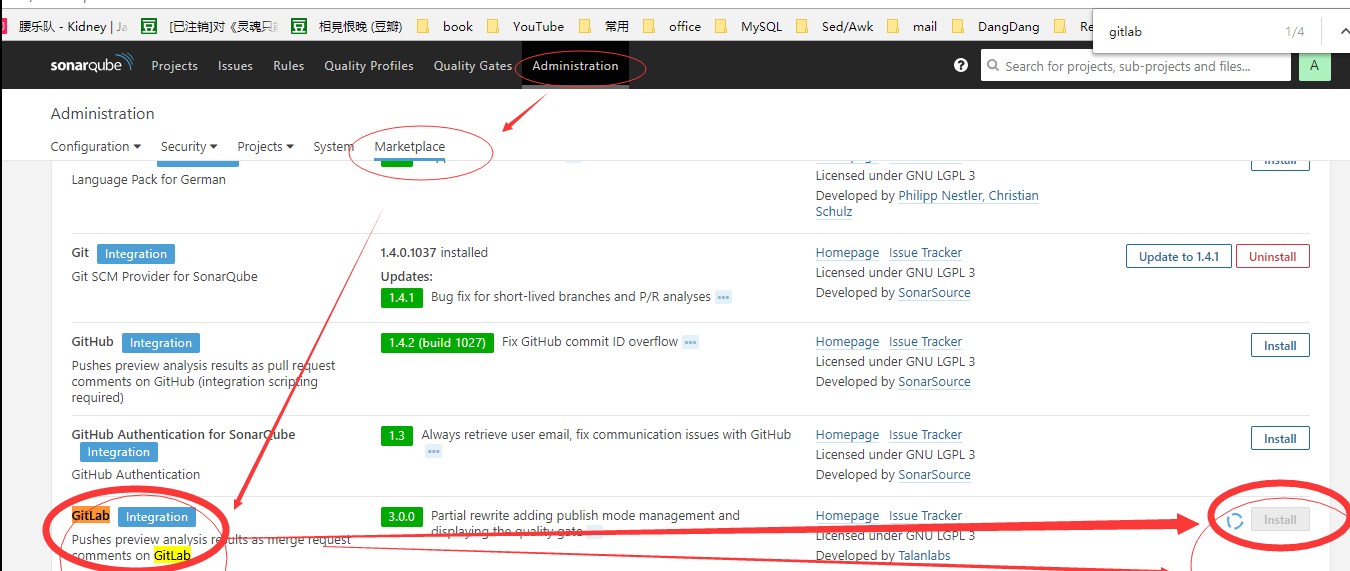 腰乐队 - Kidney | Ja
[已注销]对《灵魂只能
相見恨晚 (豆瓣)
book
YouTube
常用
office
MySQL
Sed/Awk
mail
DangDang
Re
gitlab
1/4
sonarqube
Projects
Issues
Rules
Quality Profiles
Quality Gates
Administration
Search for projects, sub-projects and files...
A
Administration
Configuration
Security
Projects
System
Marketplace
Language Pack for German
Homepage Issue Tracker
Licensed under GNU LGPL 3
Developed by Philipp Nestler, Christian
Schulz
Install
Git Integration
Git SCM Provider for SonarQube
1.4.0.1037 installed
Updates:
1.4.1 Bug fix for short-lived branches and P/R analyses
Homepage Issue Tracker
Licensed under GNU LGPL 3
Developed by SonarSource
Update to 1.4.1
Uninstall
GitHub Integration
Pushes preview analysis results as pull request
comments on GitHub (integration scripting
required)
1.4.2 (build 1027) Fix GitHub commit ID overflow
Homepage Issue Tracker
Licensed under GNU LGPL 3
Developed by SonarSource
Install
GitHub Authentication for SonarQube
Integration
GitHub Authentication
1.3 Always retrieve user email, fix communication issues with GitHub
Homepage Issue Tracker
Licensed under GNU LGPL 3
Developed by SonarSource
Install
GitLab Integration
Pushes preview analysis results as merge request
comments on GitLab
3.0.0 Partial rewrite adding publish mode management and
displaying the quality gate
Homepage Issue Tracker
Licensed under GNU LGPL 3
Developed by Talanlabs
Install